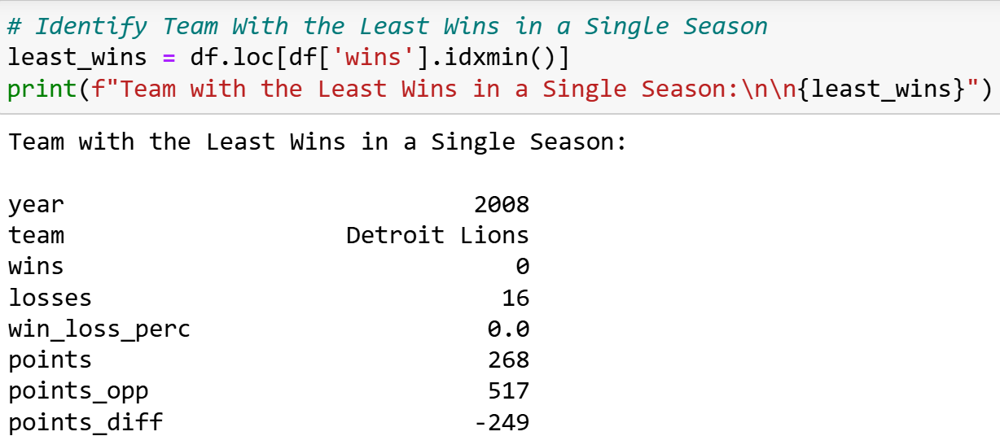 # Identify Team With the Least Wins in a Single Season
least_wins = df.loc[df['wins'].idxmin()]
print(f"Team with the Least Wins in a Single Season:\n\n{least_wins}")
Team with the Least Wins in a Single Season:
year 2008
team Detroit Lions
wins 0
losses 16
win_loss_perc 0.0
points 268
points_opp 517
points_diff -249